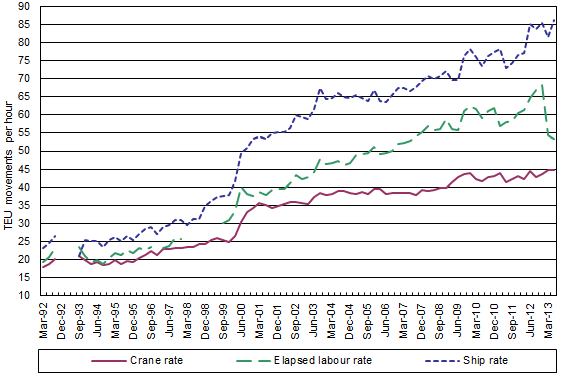 TEU movements per hour
90
85
80
75
70
65
60
55
50
45
40
35
30
25
20
15
10
Mar-92
Dec-92
Sep-93
Jun-94
Mar-95
Dec-95
Sep-96
Jun-97
Mar-98
Dec-98
Sep-99
Jun-00
Mar-01
Dec-01
Sep-02
Jun-03
Mar-04
Dec-04
Sep-05
Jun-06
Mar-07
Dec-07
Sep-08
Jun-09
Mar-10
Dec-10
Sep-11
Jun-12
Mar-13
Crane rate Elapsed labour rate Ship rate